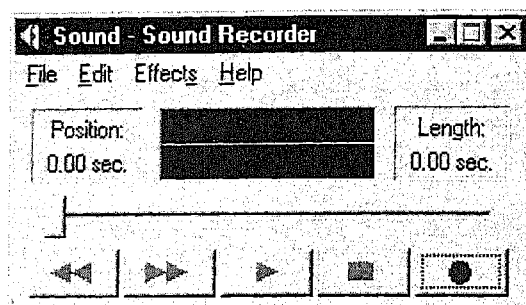 Sound - Sound Recorder
File Edit Effects Help
Position:
0.00 sec.
Length:
0.00 sec.